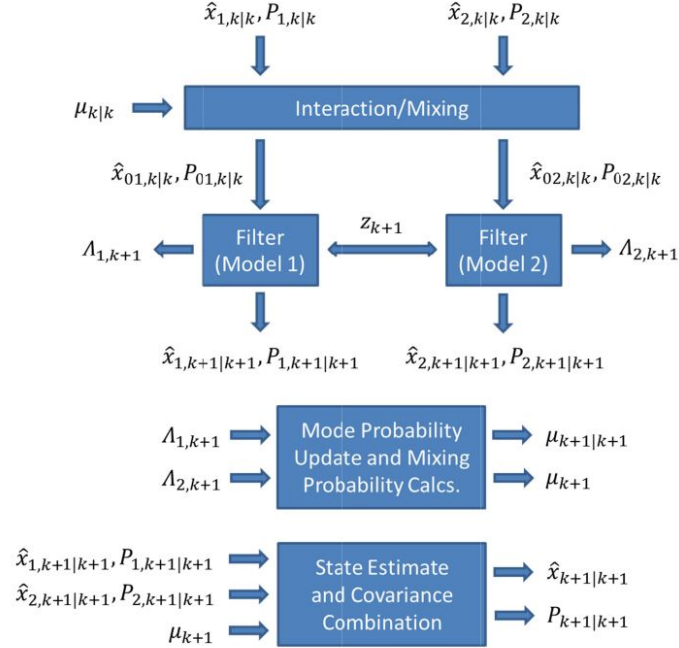 x̂₁,ₖ|ₖ, P₁,ₖ|ₖ x̂₂,ₖ|ₖ, P₂,ₖ|ₖ
μₖ|ₖ Interaction/Mixing
x̂₀₁,ₖ|ₖ, P₀₁,ₖ|ₖ x̂₀₂,ₖ|ₖ, P₀₂,ₖ|ₖ
zₖ₊₁
Λ₁,ₖ₊₁ Filter (Model 1) Filter (Model 2) Λ₂,ₖ₊₁
x̂₁,ₖ₊₁|ₖ₊₁, P₁,ₖ₊₁|ₖ₊₁ x̂₂,ₖ₊₁|ₖ₊₁, P₂,ₖ₊₁|ₖ₊₁
Λ₁,ₖ₊₁
Λ₂,ₖ₊₁
Mode Probability
Update and Mixing
Probability Calcs.
μₖ₊₁|ₖ₊₁
μₖ₊₁
x̂₁,ₖ₊₁|ₖ₊₁, P₁,ₖ₊₁|ₖ₊₁
x̂₂,ₖ₊₁|ₖ₊₁, P₂,ₖ₊₁|ₖ₊₁
μₖ₊₁
State Estimate
and Covariance
Combination
x̂ₖ₊₁|ₖ₊₁
Pₖ₊₁|ₖ₊₁